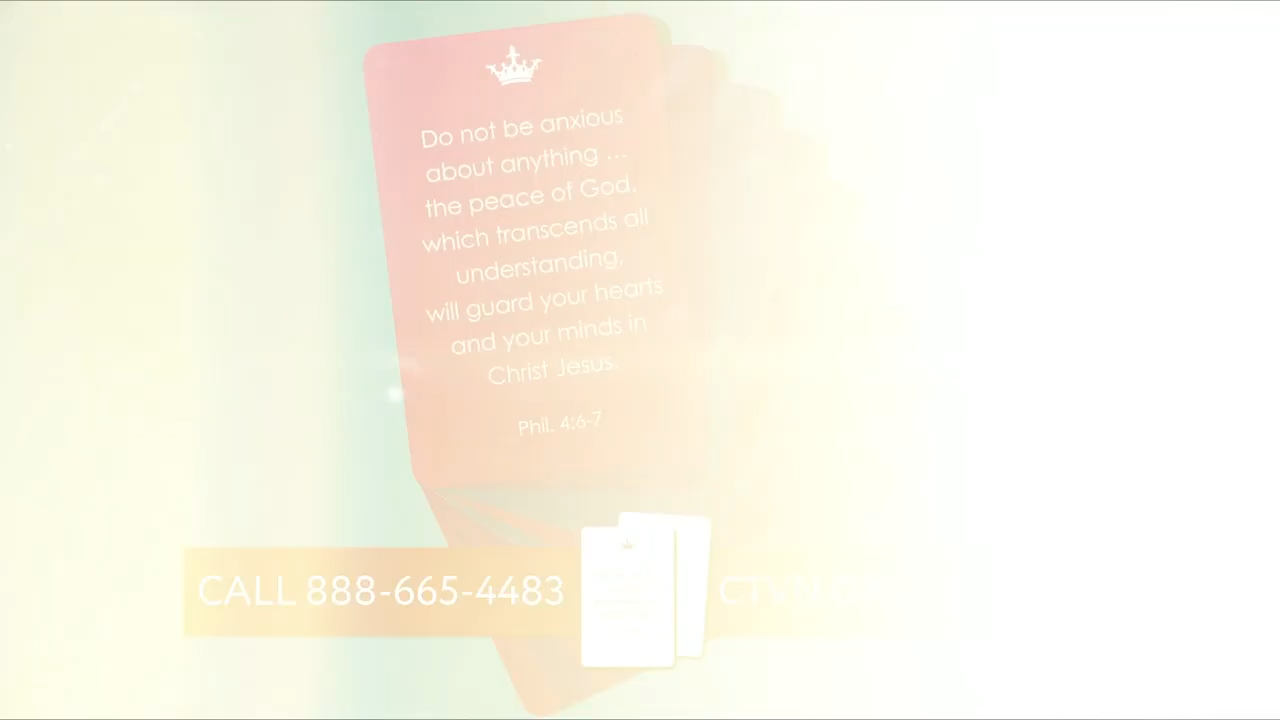 Do not be anxious
about anything ...
the peace of God,
which transcends all
understanding,
will guard your hearts
and your minds in
Christ Jesus.
Phil. 4:6-7
CALL 888-665-4483